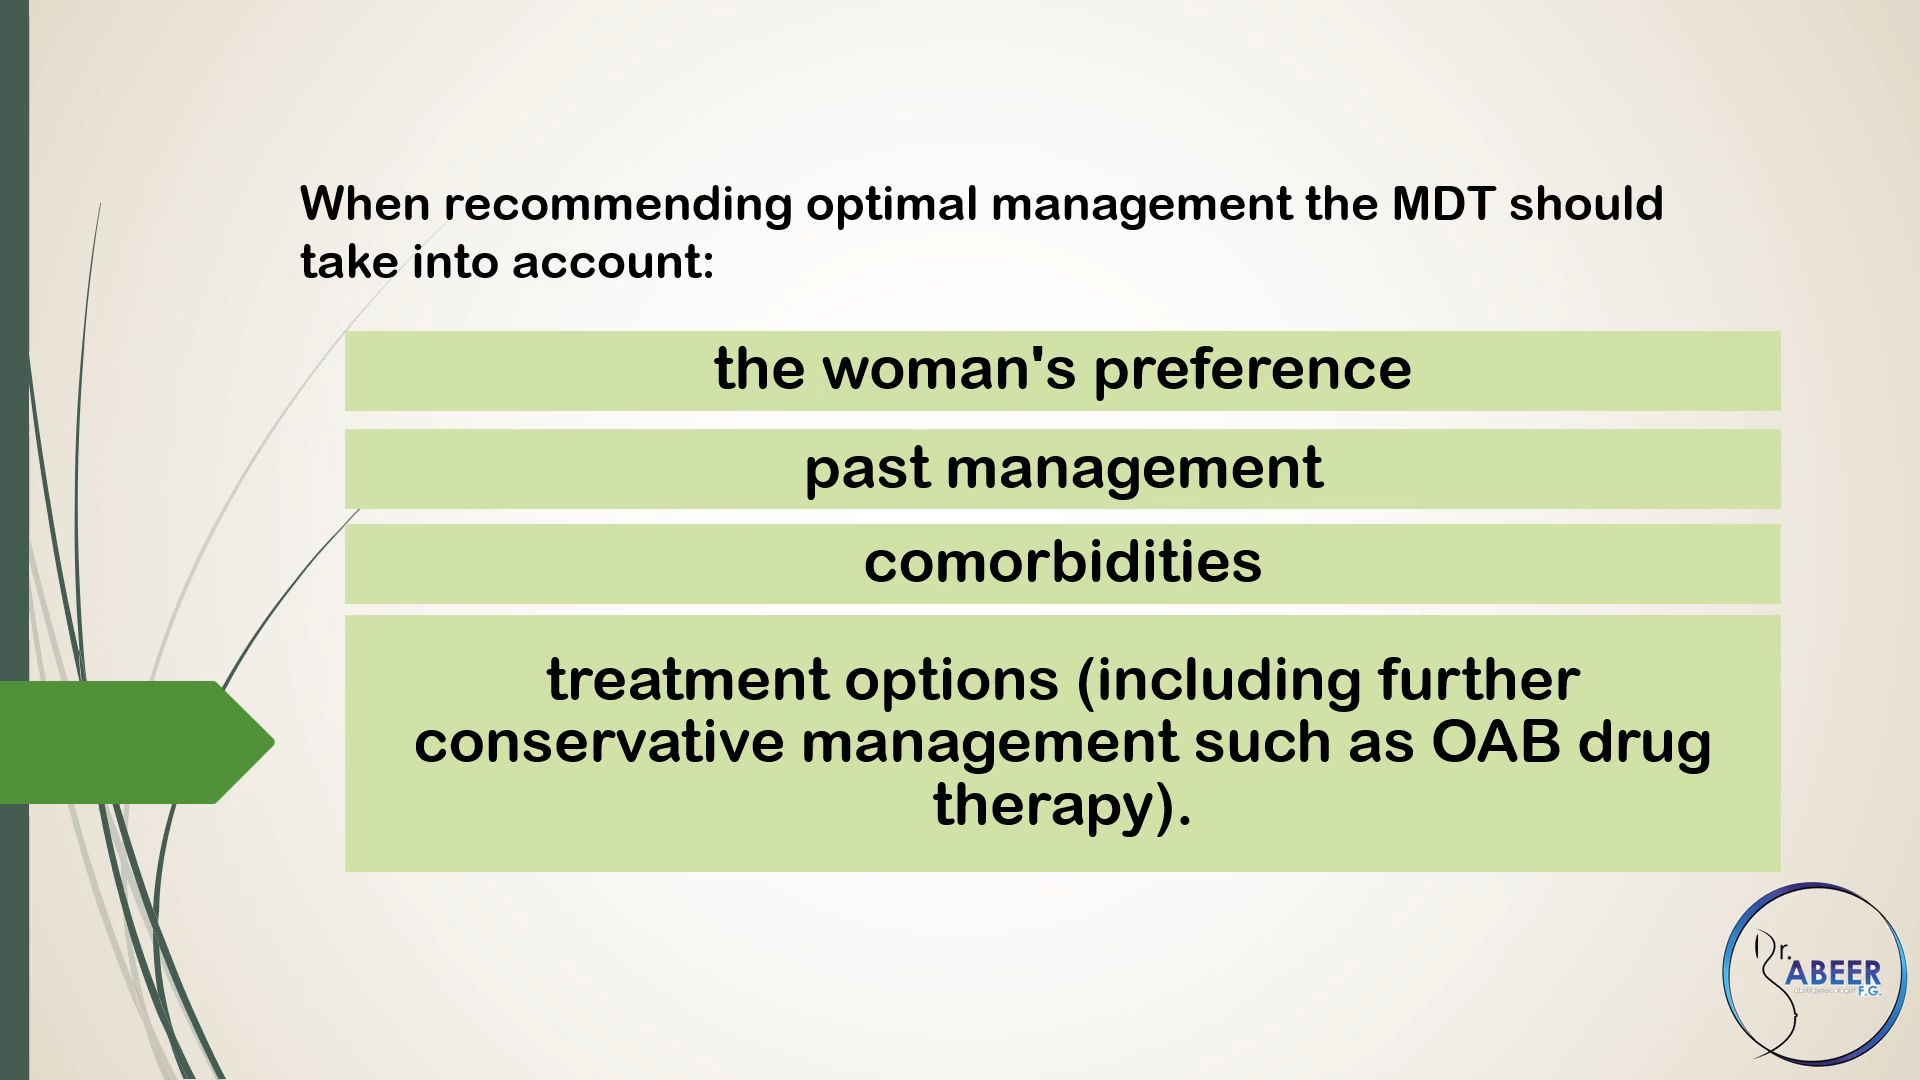 When recommending optimal management the MDT should
take into account:
the woman's preference
past management
comorbidities
treatment options (including further
conservative management such as OAB drug
therapy).
Dr.
ABEER
F.G.